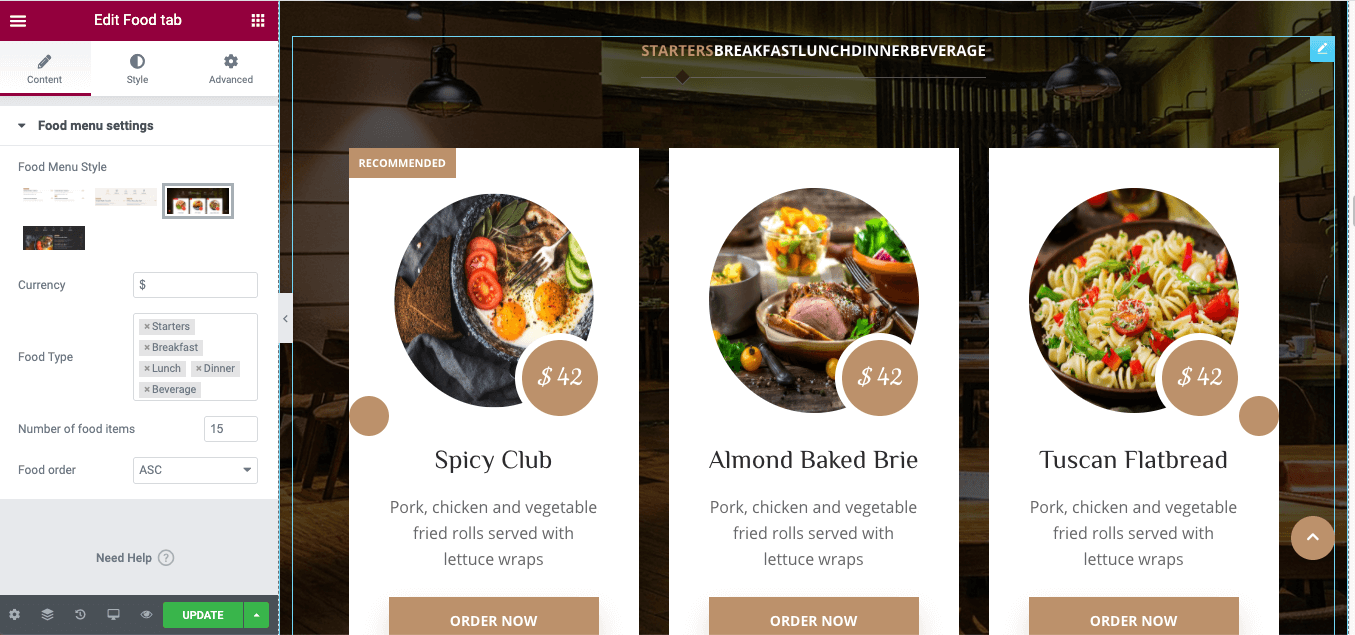 Edit Food tab
Content
Style
Advanced
Food menu settings
Food Menu Style
Currency
$
Food Type
× Starters
× Breakfast
× Lunch × Dinner
× Beverage
Number of food items
15
Food order
ASC
Need Help ?
UPDATE
STARTERSBREAKFASTLUNCHDINNERBEVERAGE
RECOMMENDED
$ 42
Spicy Club
Pork, chicken and vegetable
fried rolls served with
lettuce wraps
ORDER NOW
$ 42
Almond Baked Brie
Pork, chicken and vegetable
fried rolls served with
lettuce wraps
ORDER NOW
$ 42
Tuscan Flatbread
Pork, chicken and vegetable
fried rolls served with
lettuce wraps
ORDER NOW